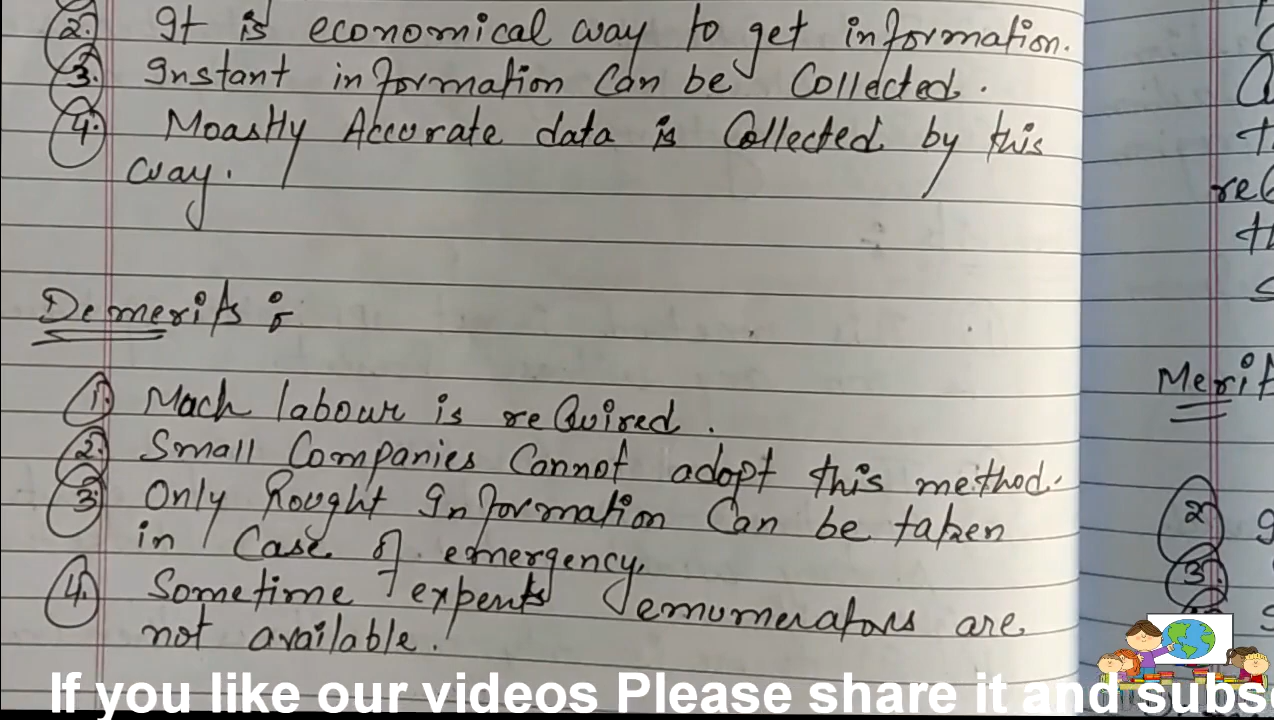 2. It is economical way to get information.
3. Instant information Can be Collected.
4. Moastly Accurate data is Collected by this
way.
Demerits :
1. Mach labour is reQuired.
2. Small Companies Cannot adopt this method.
3. Only Rought Information Can be taken
in Case of emergency.
4. Sometime experts enumerators are
not available.
Merit
2
3
If you like our videos Please share it and subs